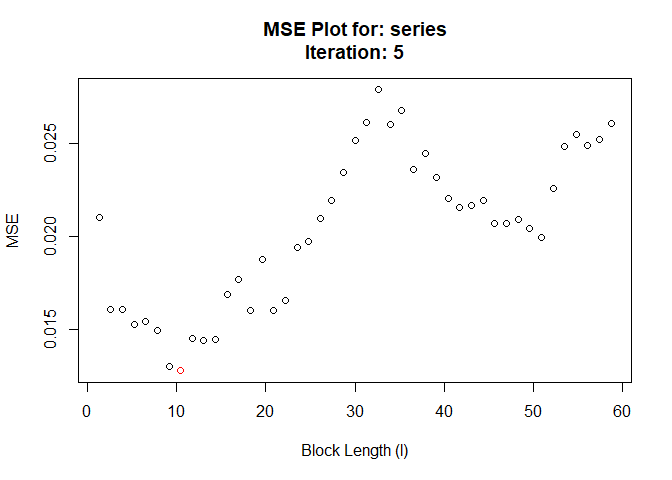 MSE Plot for: series
Iteration: 5
MSE
0.025
0.020
0.015
0 10 20 30 40 50 60
Block Length (l)